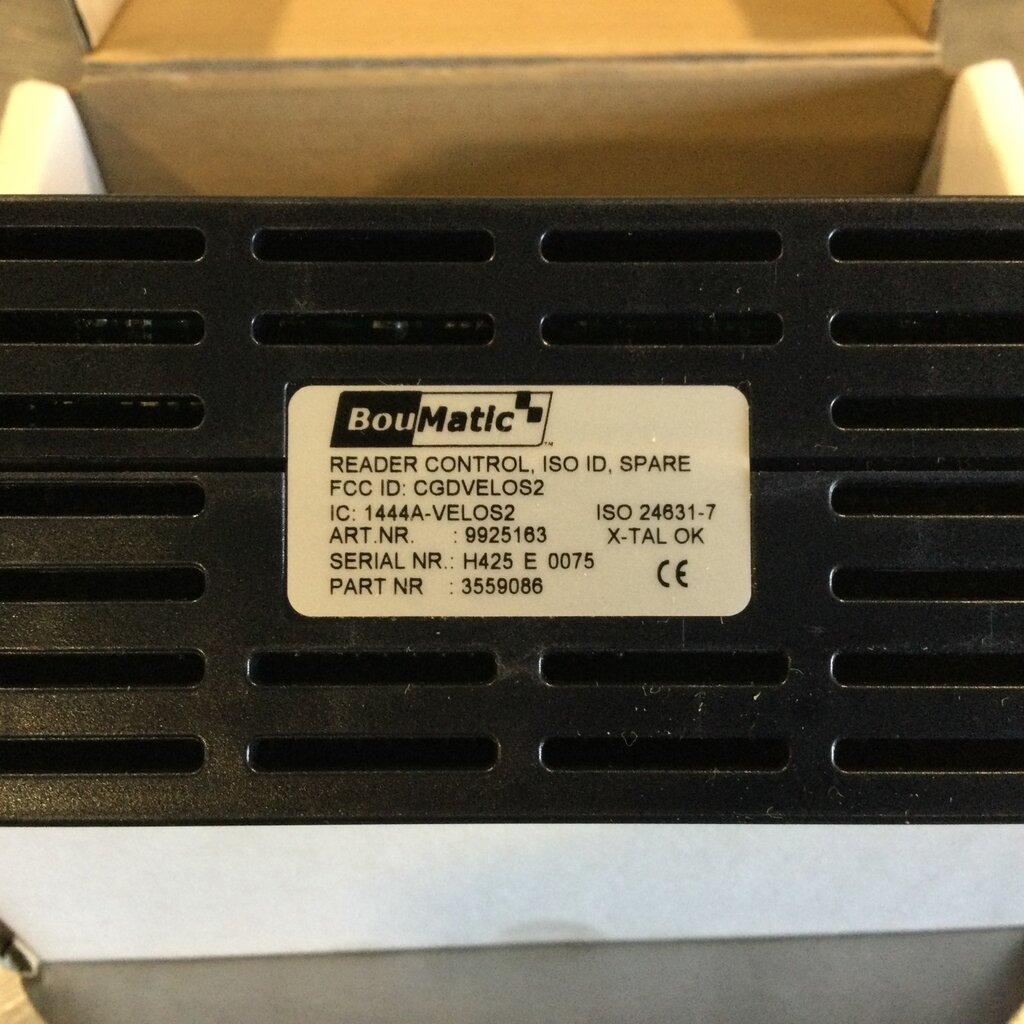 BouMatic™
READER CONTROL, ISO ID, SPARE
FCC ID: CGDVELOS2
IC: 1444A-VELOS2 ISO 24631-7
ART.NR. : 9925163 X-TAL OK
SERIAL NR.: H425 E 0075
PART NR : 3559086 CE